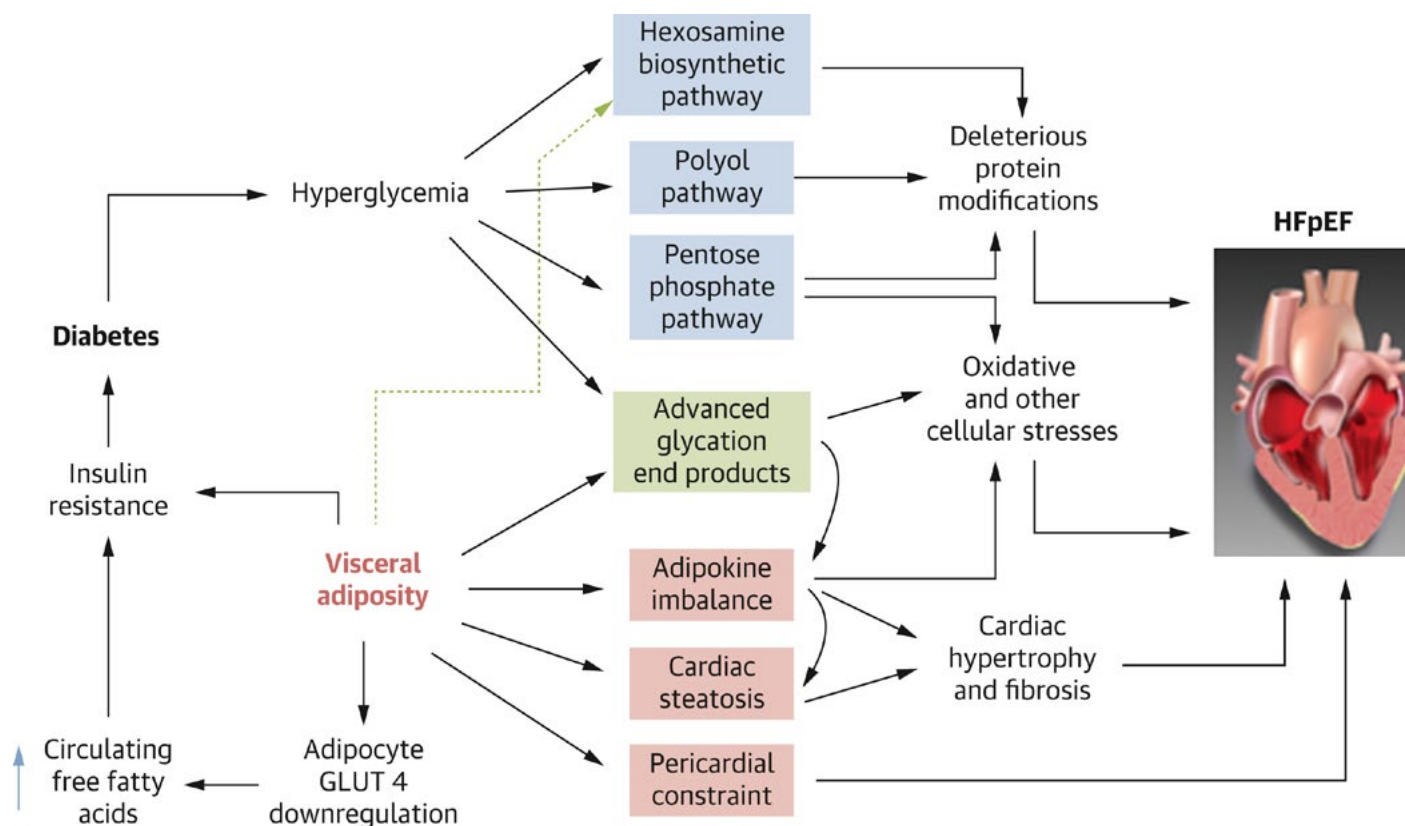 Hexosamine
biosynthetic
pathway
Polyol
pathway
Pentose
phosphate
pathway
Hyperglycemia
Deleterious
protein
modifications
HFpEF
Diabetes
Oxidative
and other
cellular stresses
Advanced
glycation
end products
Insulin
resistance
Visceral
adiposity
Adipokine
imbalance
Cardiac
steatosis
Cardiac
hypertrophy
and fibrosis
Pericardial
constraint
Circulating
free fatty
acids
Adipocyte
GLUT 4
downregulation